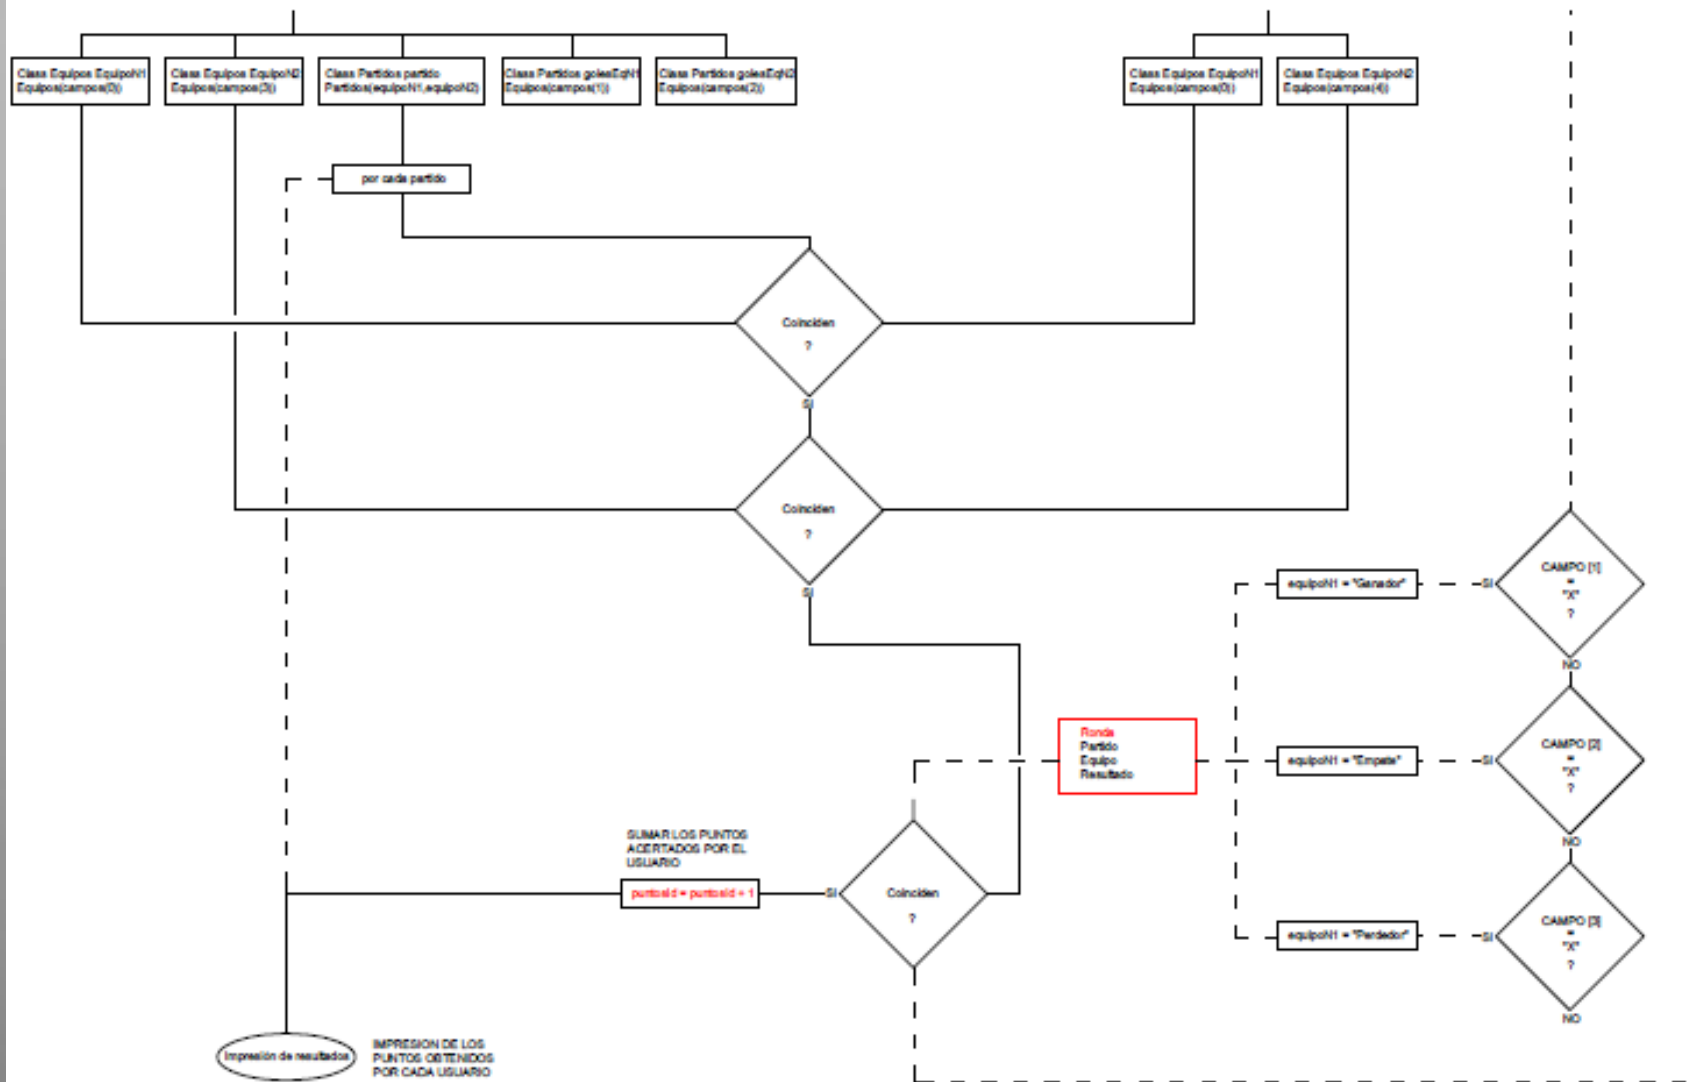 Class Equipos EquipoN1
Equipos(campos(0))
Class Equipos EquipoN2
Equipos(campos(3))
Class Partidos partido
Partidos(equipoN1,equipoN2)
Class Partidos golesEqN1
Equipos(campos(1))
Class Partidos golesEqN2
Equipos(campos(2))
Class Equipos EquipoN1
Equipos(campos(0))
Class Equipos EquipoN2
Equipos(campos(4))
por cada partido
Coinciden
?
SI
Coinciden
?
SI
CAMPO [1]
=
"X"
?
SI
equipoN1 = "Ganador"
NO
Ronda
Partido
Equipo
Resultado
equipoN1 = "Empate"
SI
CAMPO [2]
=
"X"
?
NO
SUMAR LOS PUNTOS
ACERTADOS POR EL
USUARIO
puntosId = puntosId + 1
SI
Coinciden
?
equipoN1 = "Perdedor"
SI
CAMPO [3]
=
"X"
?
NO
Impresión de resultados
IMPRESION DE LOS
PUNTOS OBTENIDOS
POR CADA USUARIO